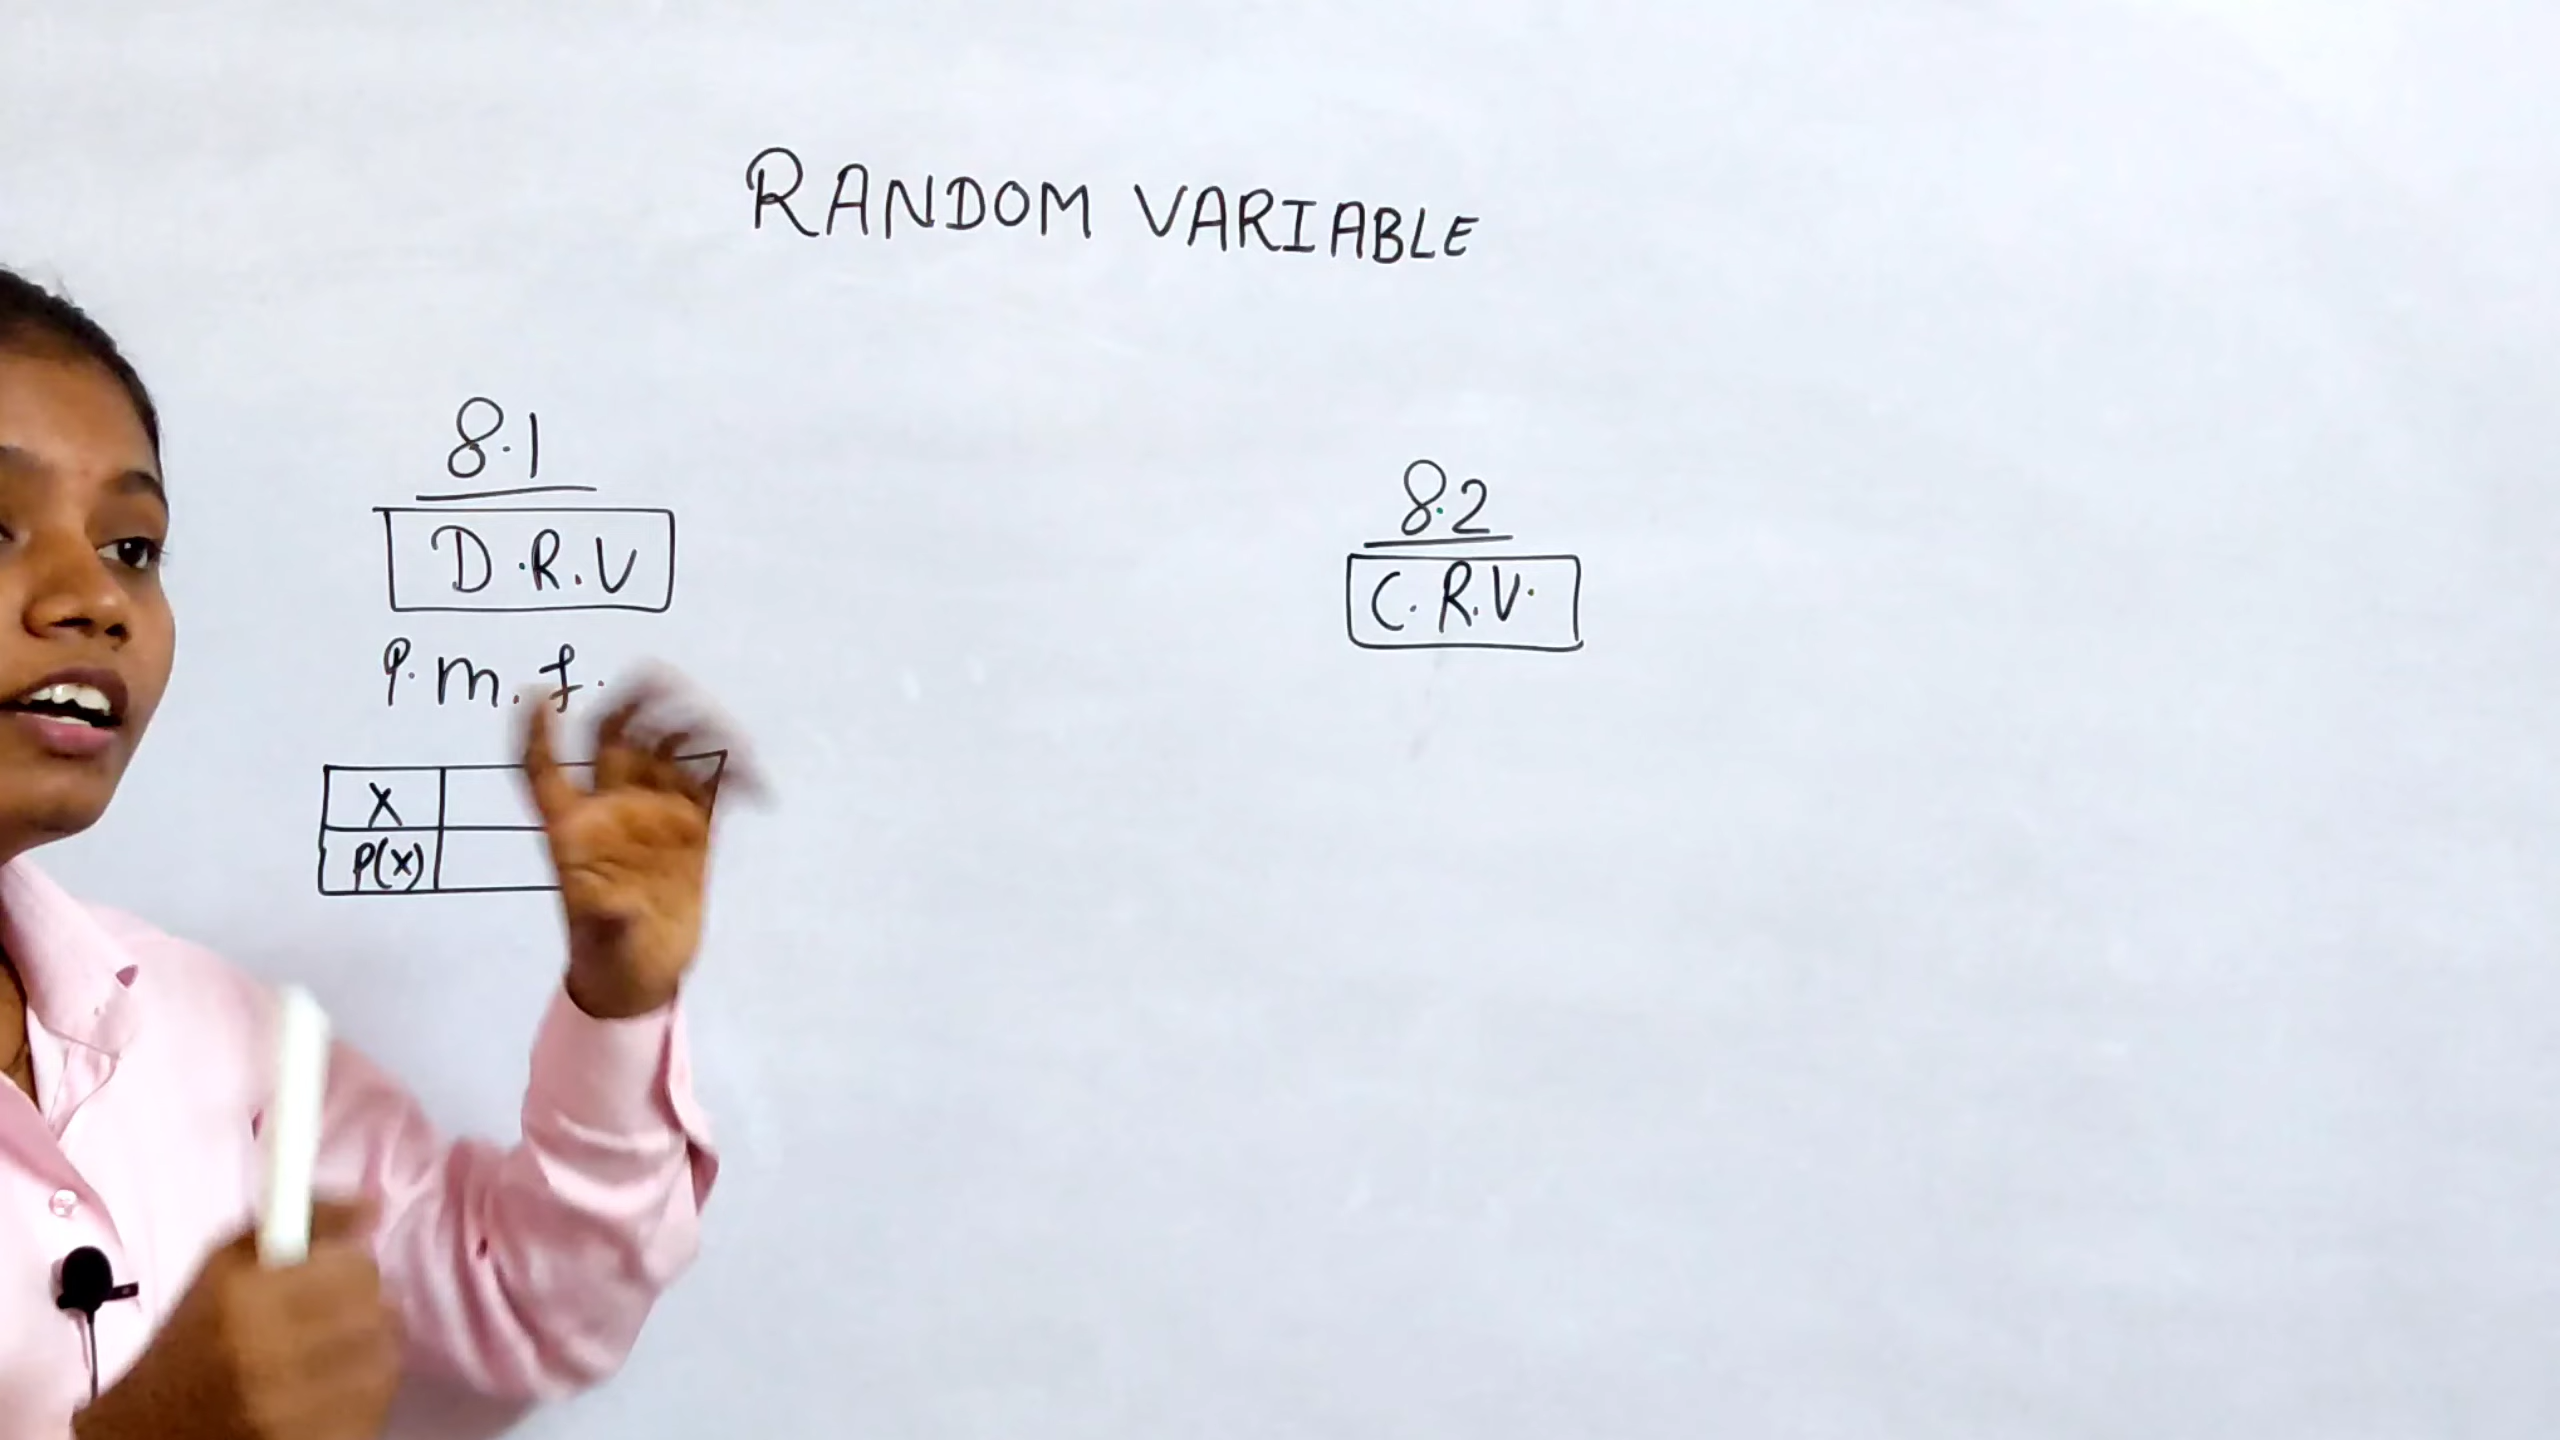 RANDOM VARIABLE
8.1
D.R.V
P.m.f.
X
P(X)
8.2
C.R.V.